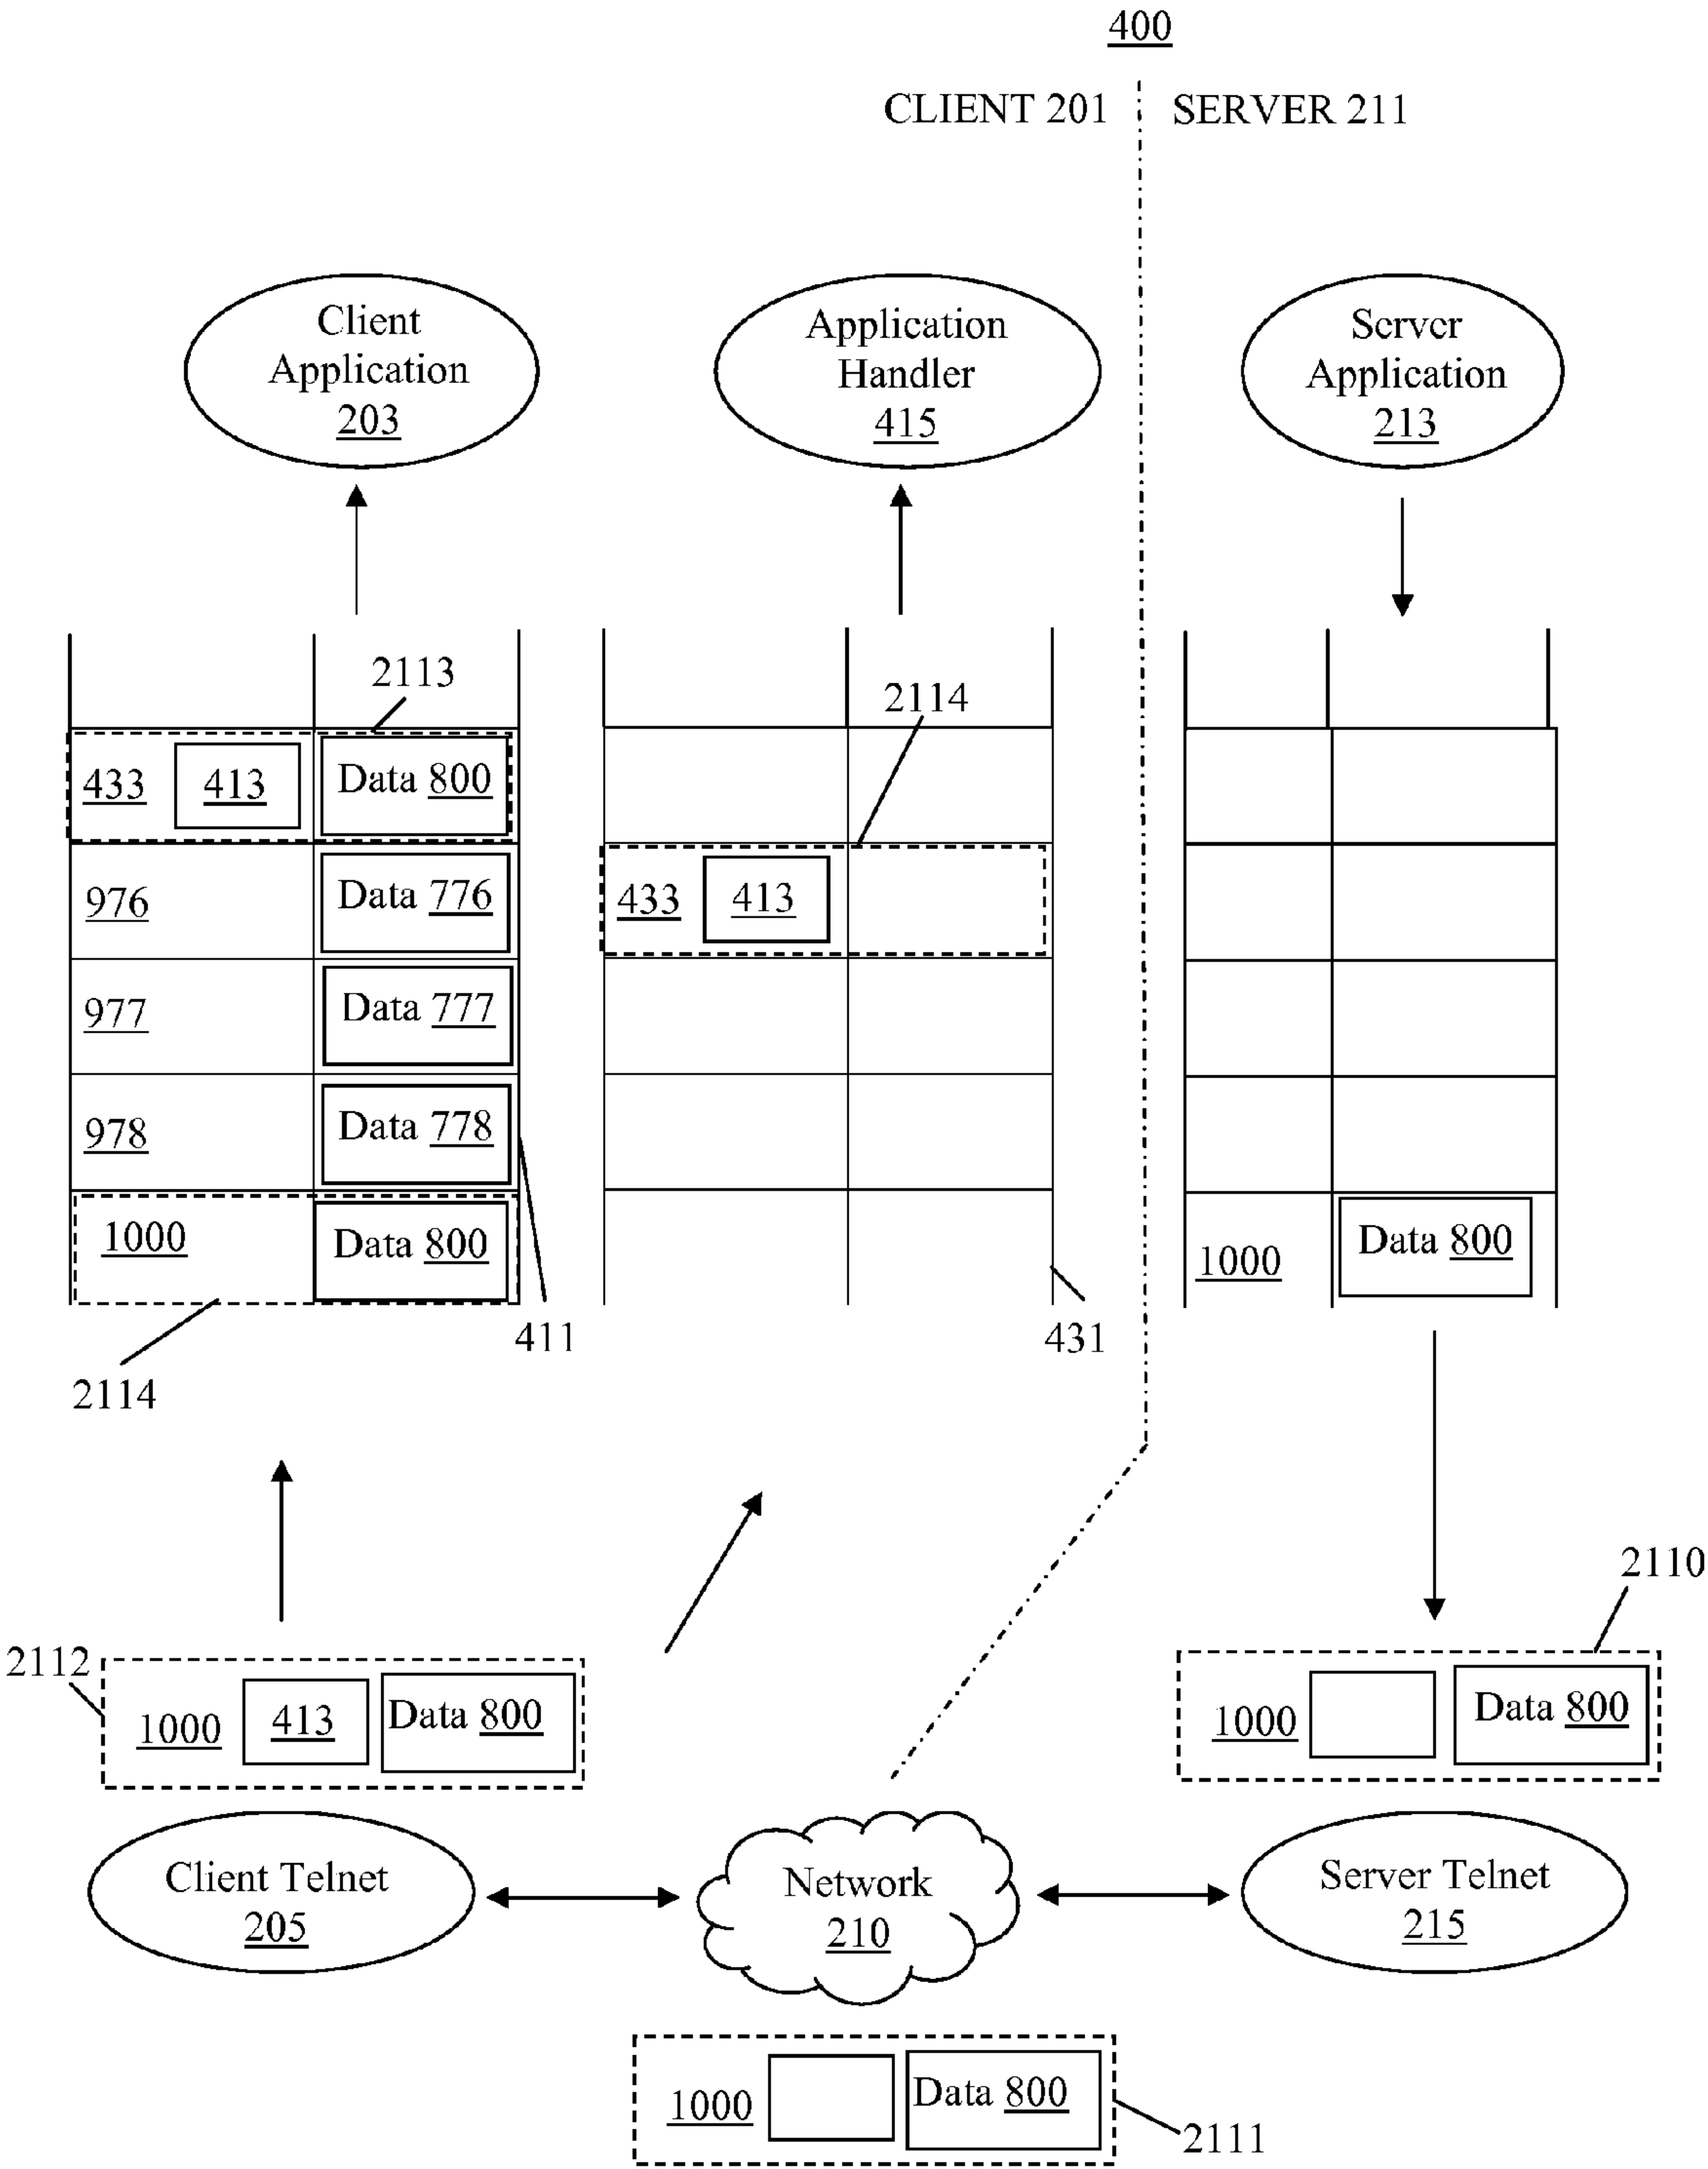 400
CLIENT 201
SERVER 211
Client
Application
203
Application
Handler
415
Server
Application
213
2113
2114
433
413
Data 800
976
Data 776
433
413
977
Data 777
978
Data 778
1000
Data 800
1000
Data 800
411
431
2114
2110
2112
1000
413
Data 800
1000
Data 800
Client Telnet
205
Network
210
Server Telnet
215
1000
Data 800
2111